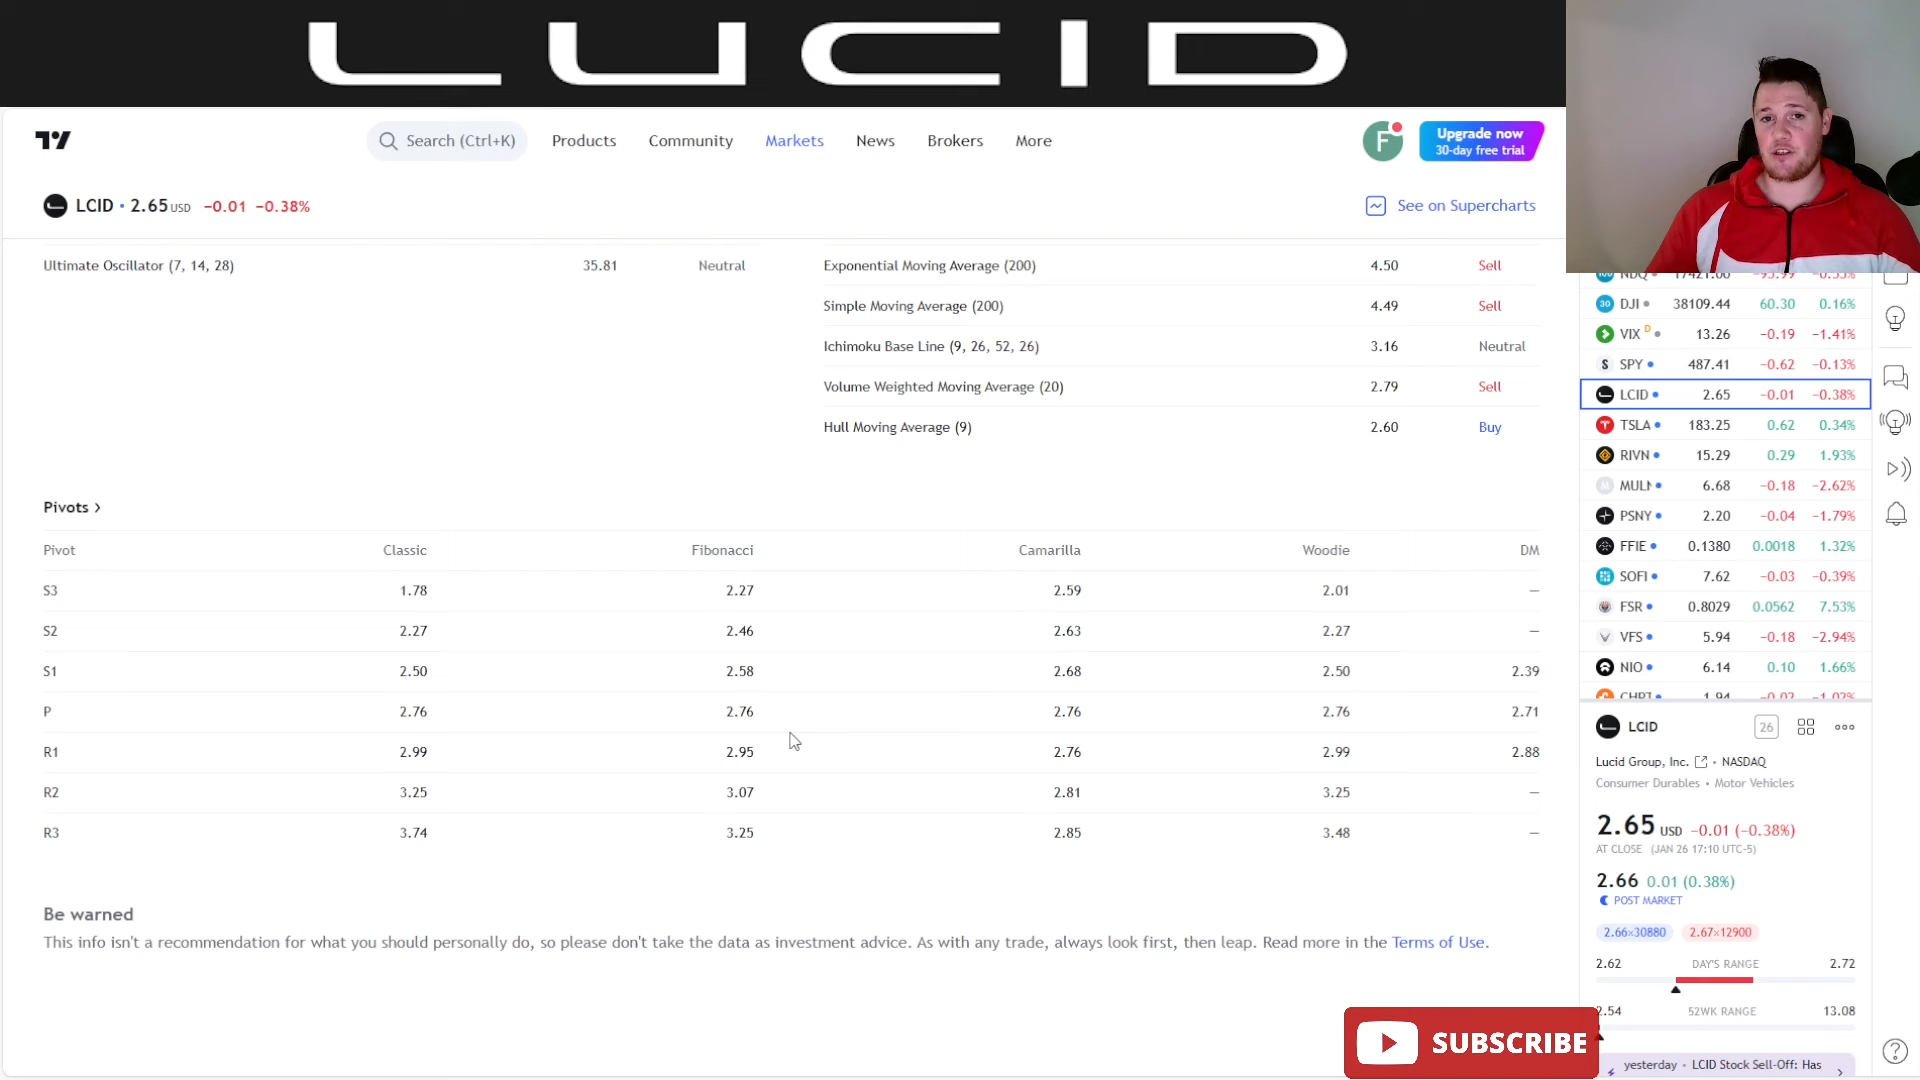 LUCID
Search (Ctrl+K) Products Community Markets News Brokers More
F
Upgrade now
30-day free trial
LCID • 2.65 USD −0.01 −0.38%
See on Supercharts
Ultimate Oscillator (7, 14, 28) 35.81 Neutral
Exponential Moving Average (200) 4.50 Sell
Simple Moving Average (200) 4.49 Sell
Ichimoku Base Line (9, 26, 52, 26) 3.16 Neutral
Volume Weighted Moving Average (20) 2.79 Sell
Hull Moving Average (9) 2.60 Buy
Pivots
Pivot Classic Fibonacci Camarilla Woodie DM
S3 1.78 2.27 2.59 2.01 —
S2 2.27 2.46 2.63 2.27 —
S1 2.50 2.58 2.68 2.50 2.39
P 2.76 2.76 2.76 2.76 2.71
R1 2.99 2.95 2.76 2.99 2.88
R2 3.25 3.07 2.81 3.25 —
R3 3.74 3.25 2.85 3.48 —
Be warned
This info isn't a recommendation for what you should personally do, so please don't take the data as investment advice. As with any trade, always look first, then leap. Read more in the Terms of Use.
NDQ 17421.00 −95.99 −0.55%
30 DJI 38109.44 60.30 0.16%
VIX D 13.26 −0.19 −1.41%
S SPY 487.41 −0.62 −0.13%
LCID 2.65 −0.01 −0.38%
TSLA 183.25 0.62 0.34%
RIVN 15.29 0.29 1.93%
M MULN 6.68 −0.18 −2.62%
PSNY 2.20 −0.04 −1.79%
FFIE 0.1380 0.0018 1.32%
SOFI 7.62 −0.03 −0.39%
FSR 0.8029 0.0562 7.53%
VFS 5.94 −0.18 −2.94%
NIO 6.14 0.10 1.66%
CHPT 1.94 −0.02 −1.02%
LCID 26
Lucid Group, Inc. • NASDAQ
Consumer Durables • Motor Vehicles
2.65 USD −0.01 (−0.38%)
AT CLOSE (JAN 26 17:10 UTC-5)
2.66 0.01 (0.38%)
POST MARKET
2.66×30880 2.67×12900
2.62 DAY'S RANGE 2.72
2.54 52WK RANGE 13.08
yesterday • LCID Stock Sell-Off: Has
SUBSCRIBE